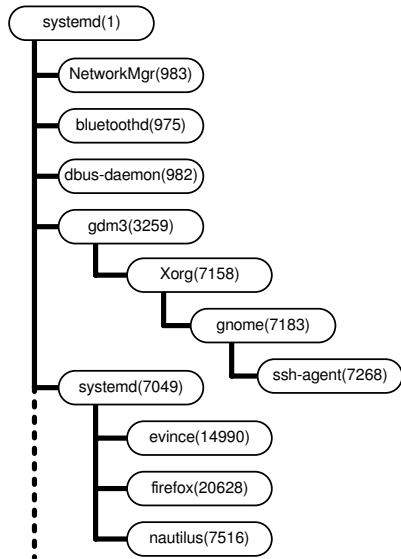 systemd(1)
NetworkMgr(983)
bluetoothd(975)
dbus-daemon(982)
gdm3(3259)
Xorg(7158)
gnome(7183)
ssh-agent(7268)
systemd(7049)
evince(14990)
firefox(20628)
nautilus(7516)